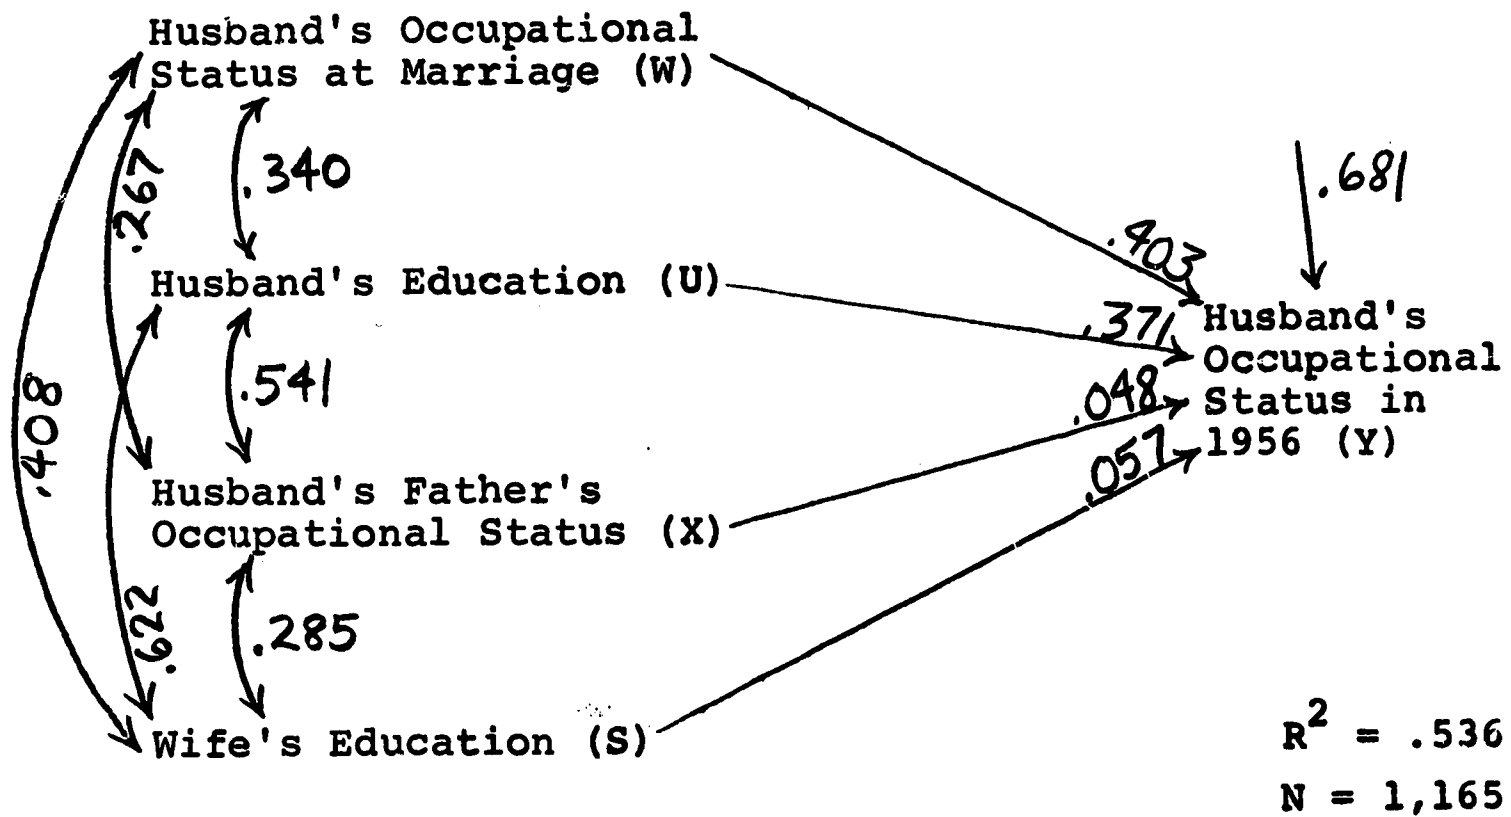 Husband's Occupational
Status at Marriage (W)
.340
.267
.681
.403
Husband's Education (U)
.371
Husband's
Occupational
Status in
1956 (Y)
.541
.048
.408
.057
Husband's Father's
Occupational Status (X)
.622
.285
Wife's Education (S)
R2 = .536
N = 1,165